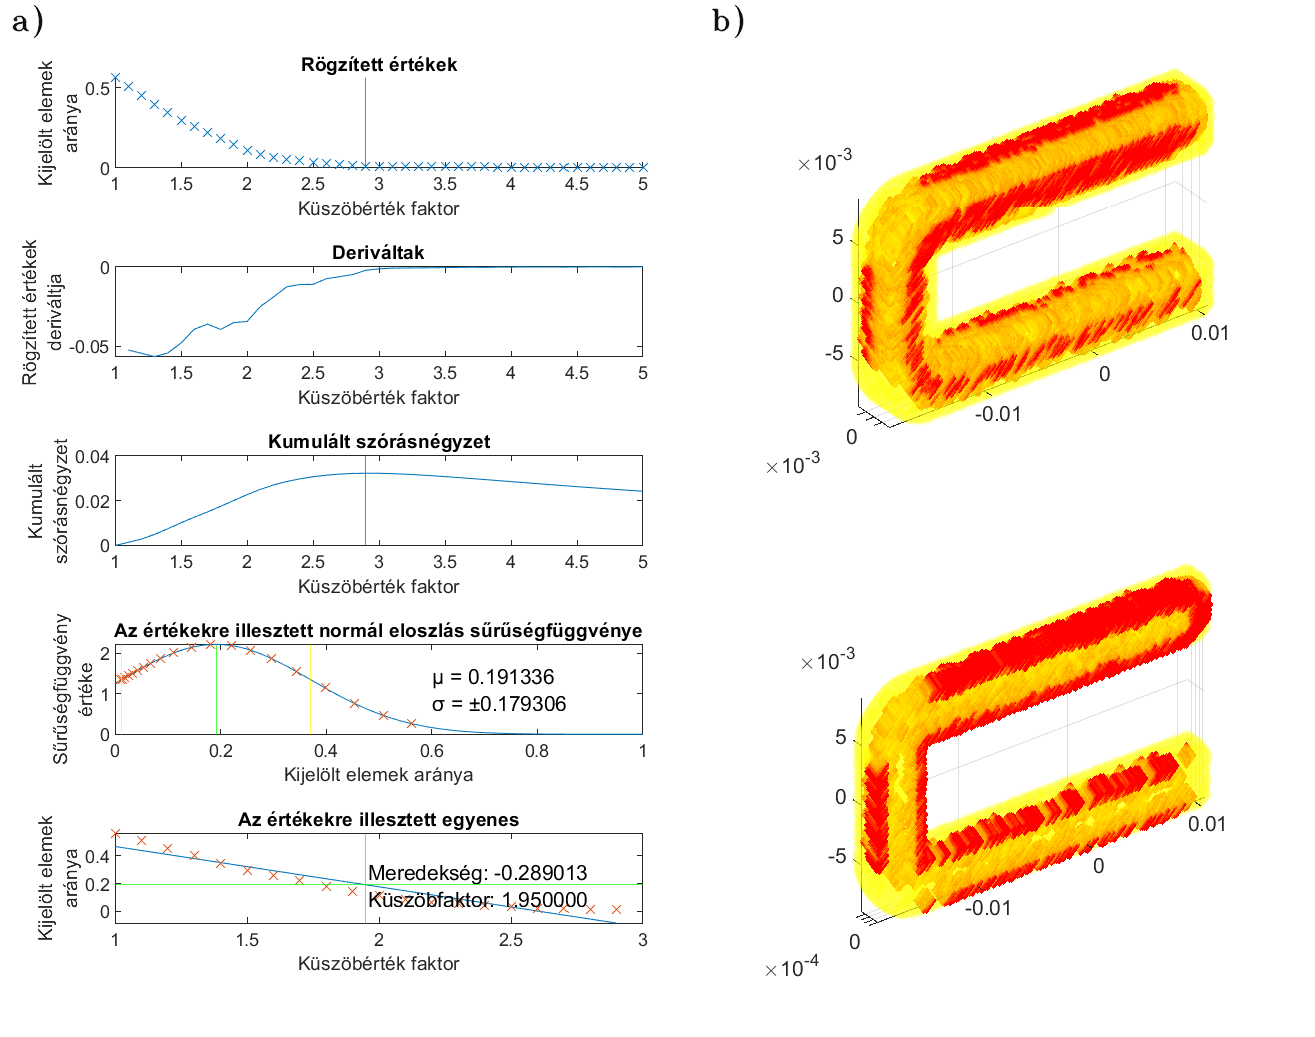 a)
Rögzített értékek
Kijelölt elemek
aránya
0.5
0
1 1.5 2 2.5 3 3.5 4 4.5 5
Küszöbérték faktor
Deriváltak
Rögzített értékek
deriváltja
0
-0.05
1 1.5 2 2.5 3 3.5 4 4.5 5
Küszöbérték faktor
Kumulált szórásnégyzet
Kumulált
szórásnégyzet
0.04
0.02
0
1 1.5 2 2.5 3 3.5 4 4.5 5
Küszöbérték faktor
Az értékekre illesztett normál eloszlás sűrűségfüggvénye
Sűrűségfüggvény
értéke
2
1
0
μ = 0.191336
σ = ±0.179306
0 0.2 0.4 0.6 0.8 1
Kijelölt elemek aránya
Az értékekre illesztett egyenes
Kijelölt elemek
aránya
0.4
0.2
0
Meredekség: -0.289013
Küszöbfaktor: 1.950000
1 1.5 2 2.5 3
Küszöbérték faktor
b)
×10-3
5
0
-5
0.01
0
-0.01
0
×10-3
×10-3
5
0
-5
0.01
0
-0.01
0
×10-4